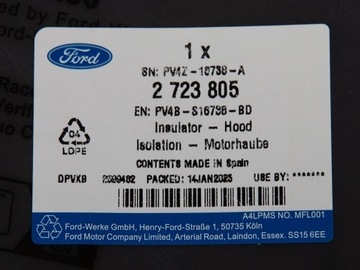 Ford
1 x
SN: PV4Z-16738-A
2 723 805
EN: PV4B-S16738-BD
Insulator - Hood
Isolation - Motorhaube
CONTENTS MADE IN Spain
04
LDPE
DPVXB 2609482 PACKED: 14JAN2025 USE BY: *******
A4LPMS NO. MFL001
Ford-Werke GmbH, Henry-Ford-Straße 1, 50735 Köln
Ford Motor Company Limited, Arterial Road, Laindon, Essex. SS15 6EE